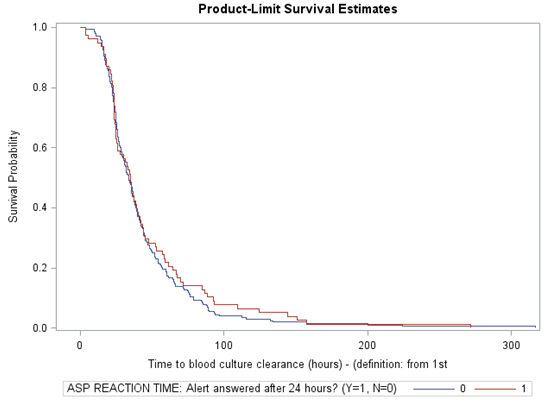 Product-Limit Survival Estimates
1.0
0.8
0.6
0.4
0.2
0.0
Survival Probability
0 100 200 300
Time to blood culture clearance (hours) - (definition: from 1st
ASP REACTION TIME: Alert answered after 24 hours? (Y=1, N=0) 0 1